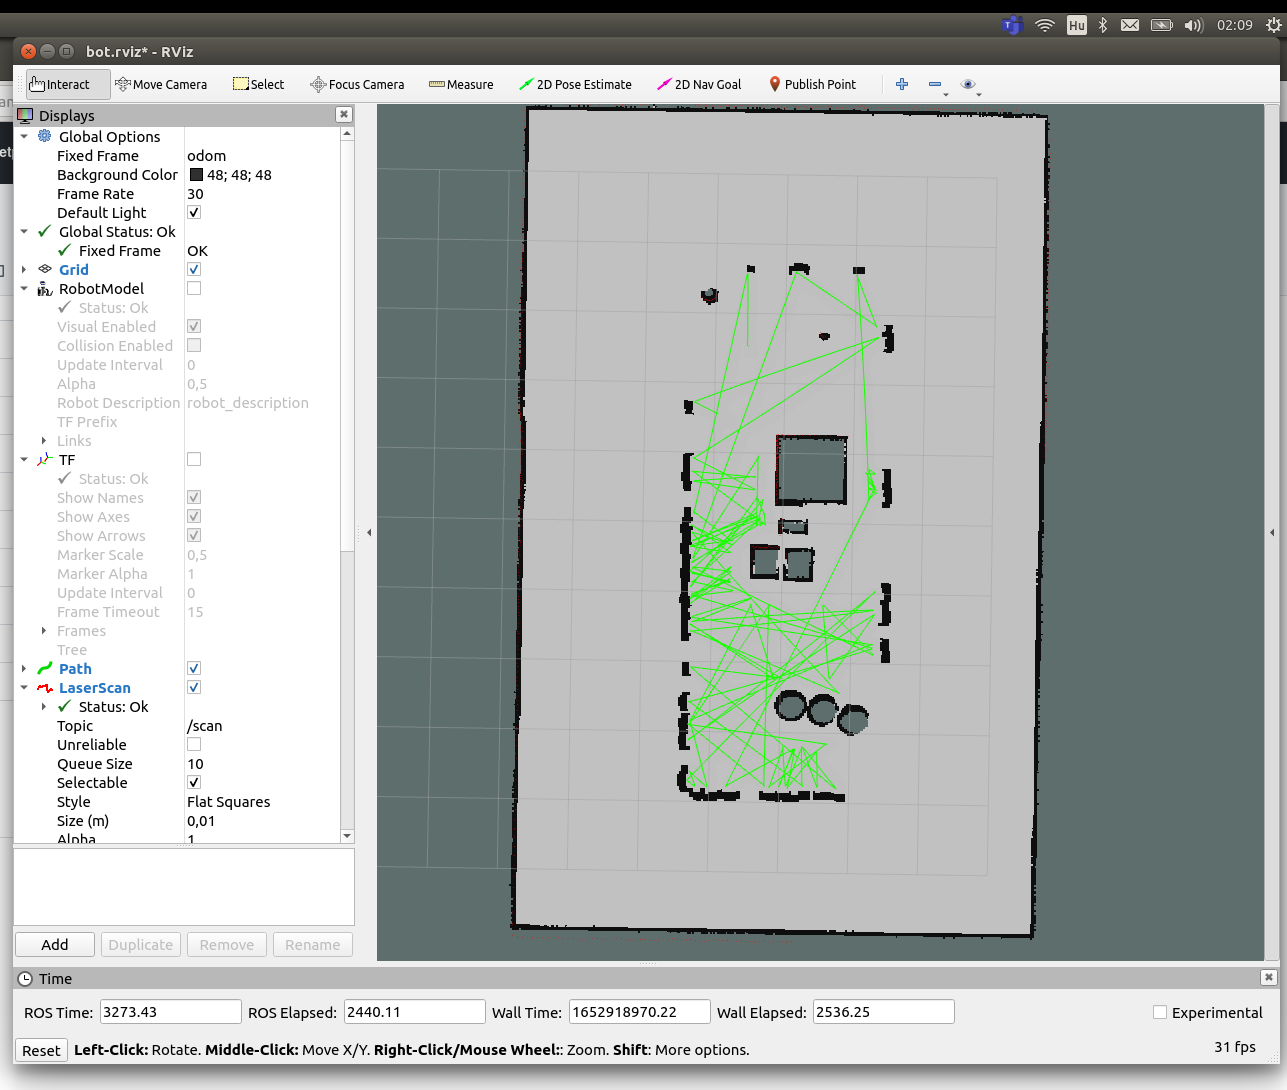 Hu
02:09
bot.rviz* - RViz
Interact Move Camera Select Focus Camera Measure 2D Pose Estimate 2D Nav Goal Publish Point
Displays
Global Options
Fixed Frame odom
Background Color 48; 48; 48
Frame Rate 30
Default Light
Global Status: Ok
Fixed Frame OK
Grid
RobotModel
Status: Ok
Visual Enabled
Collision Enabled
Update Interval 0
Alpha 0,5
Robot Description robot_description
TF Prefix
Links
TF
Status: Ok
Show Names
Show Axes
Show Arrows
Marker Scale 0,5
Marker Alpha 1
Update Interval 0
Frame Timeout 15
Frames
Tree
Path
LaserScan
Status: Ok
Topic /scan
Unreliable
Queue Size 10
Selectable
Style Flat Squares
Size (m) 0,01
Alpha 1
Add Duplicate Remove Rename
Time
ROS Time: 3273.43 ROS Elapsed: 2440.11 Wall Time: 1652918970.22 Wall Elapsed: 2536.25 Experimental
Reset Left-Click: Rotate. Middle-Click: Move X/Y. Right-Click/Mouse Wheel:: Zoom. Shift: More options. 31 fps